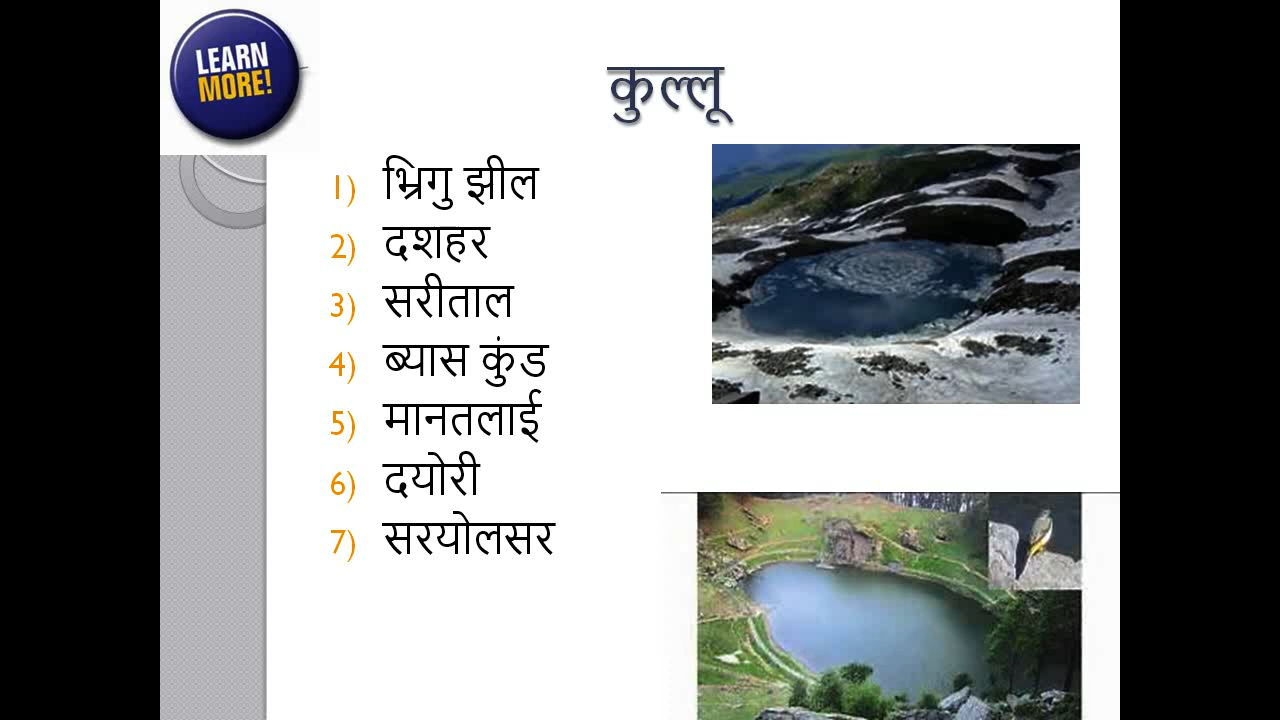 LEARN
MORE!
कुल्लू
1) भ्रिगु झील
2) दशहर
3) सरीताल
4) ब्यास कुंड
5) मानतलाई
6) दयोरी
7) सरयोलसर